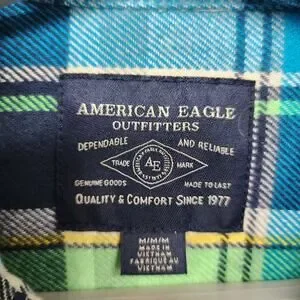 AMERICAN EAGLE
OUTFITTERS
DEPENDABLE AND RELIABLE
TRADE AE MARK
GENUINE GOODS MADE TO LAST
QUALITY & COMFORT SINCE 1977
M/M/M
MADE IN
VIETNAM
FABRIQUÉ AU
VIETNAM